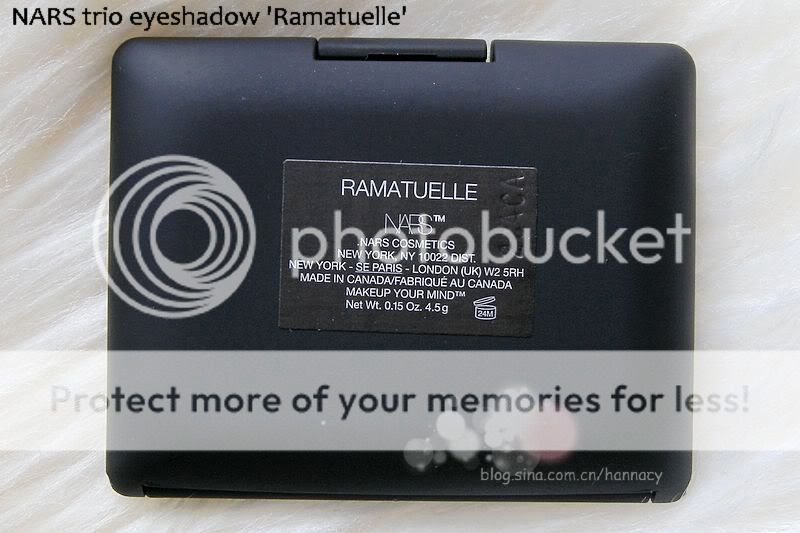 NARS trio eyeshadow 'Ramatuelle'
RAMATUELLE
NARS™
NARS COSMETICS
NEW YORK, NY 10022 DIST.
NEW YORK - SE PARIS - LONDON (UK) W2 5RH
MADE IN CANADA/FABRIQUÉ AU CANADA
MAKEUP YOUR MIND™
Net Wt. 0.15 Oz. 4.5g
24M
photobucket
Protect more of your memories for less!
blog.sina.com.cn/hannacy